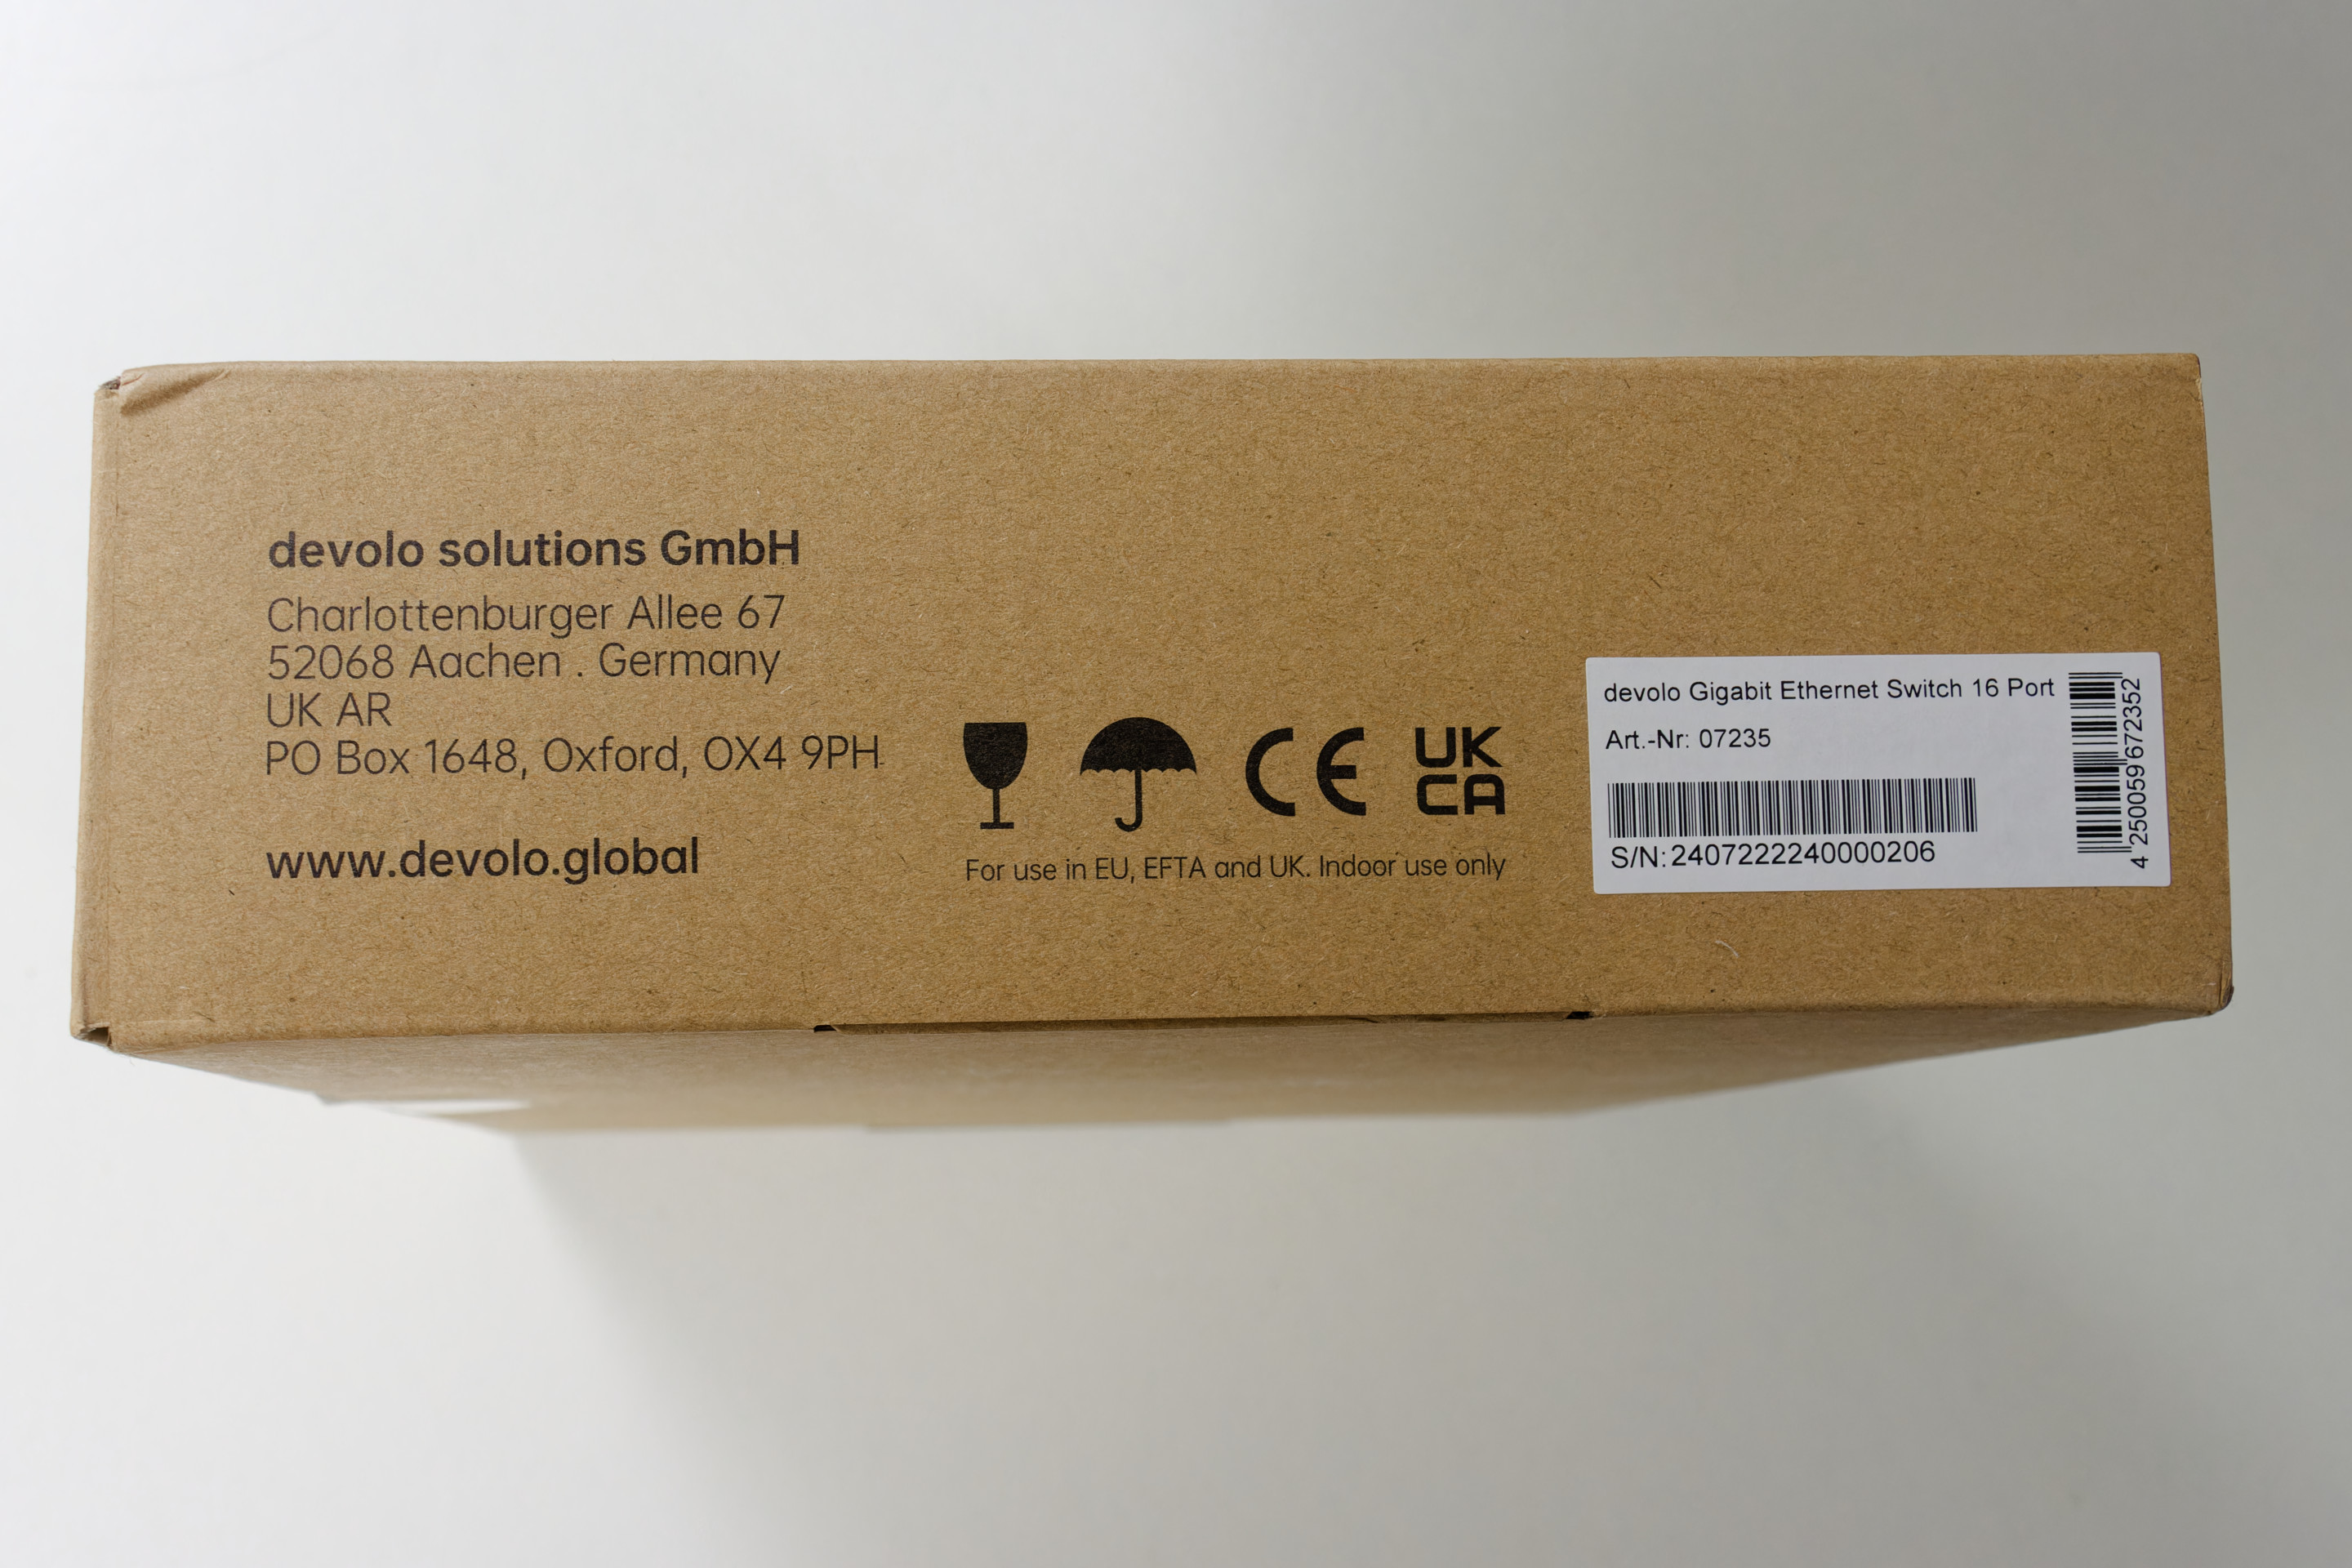 devolo solutions GmbH
Charlottenburger Allee 67
52068 Aachen . Germany
UK AR
PO Box 1648, Oxford, OX4 9PH
www.devolo.global
CE
UK
CA
For use in EU, EFTA and UK. Indoor use only
devolo Gigabit Ethernet Switch 16 Port
Art.-Nr: 07235
S/N: 2407222240000206
4 250059 672352